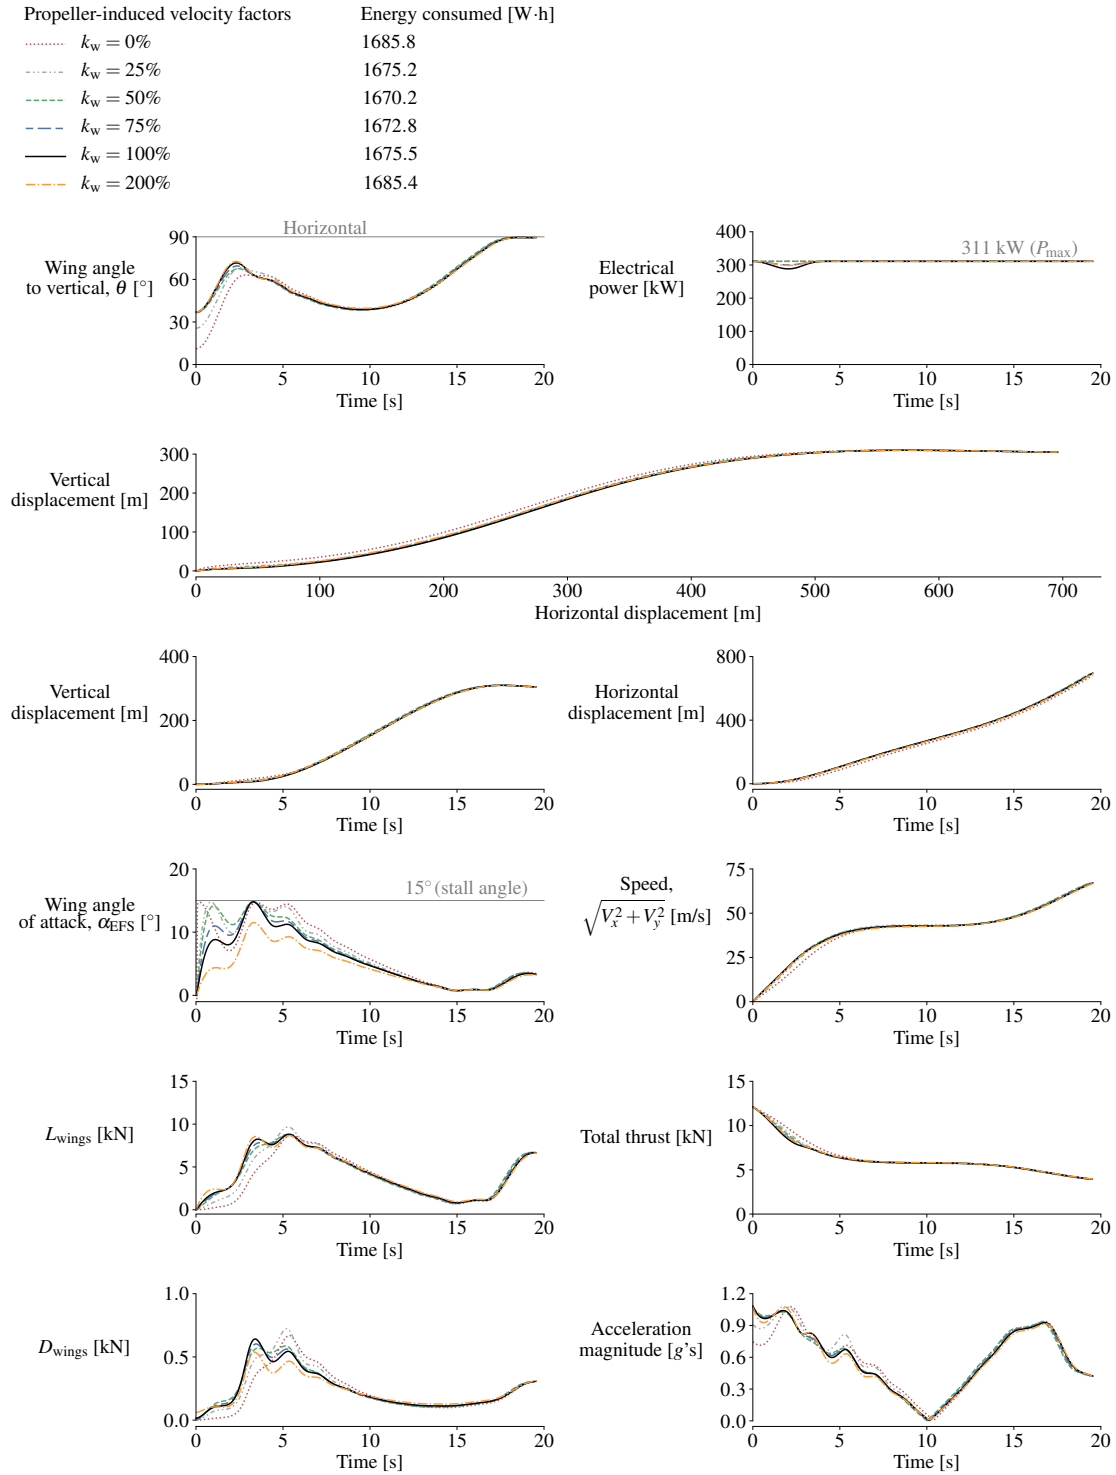 Propeller-induced velocity factors Energy consumed [W·h]
k_w = 0% 1685.8
k_w = 25% 1675.2
k_w = 50% 1670.2
k_w = 75% 1672.8
k_w = 100% 1675.5
k_w = 200% 1685.4
Horizontal
Wing angle
to vertical, θ [°]
90
60
30
0
0 5 10 15 20
Time [s]
311 kW (P_max)
Electrical
power [kW]
400
300
200
100
0
0 5 10 15 20
Time [s]
Vertical
displacement [m]
300
200
100
0
0 100 200 300 400 500 600 700
Horizontal displacement [m]
Vertical
displacement [m]
400
200
0
0 5 10 15 20
Time [s]
Horizontal
displacement [m]
800
400
0
0 5 10 15 20
Time [s]
15° (stall angle)
Wing angle
of attack, α_EFS [°]
20
10
0
0 5 10 15 20
Time [s]
Speed,
√(V_x^2 + V_y^2) [m/s]
75
50
25
0
0 5 10 15 20
Time [s]
L_wings [kN]
15
10
5
0
0 5 10 15 20
Time [s]
Total thrust [kN]
15
10
5
0
0 5 10 15 20
Time [s]
D_wings [kN]
1.0
0.5
0.0
0 5 10 15 20
Time [s]
Acceleration
magnitude [g's]
1.2
0.9
0.6
0.3
0.0
0 5 10 15 20
Time [s]